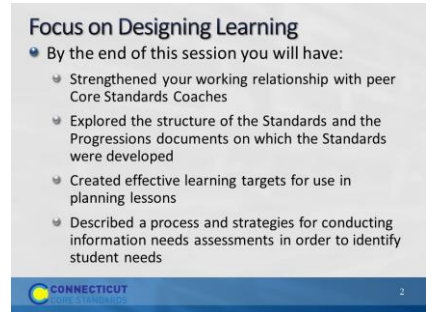 Focus on Designing Learning
By the end of this session you will have:
Strengthened your working relationship with peer
Core Standards Coaches
Explored the structure of the Standards and the
Progressions documents on which the Standards
were developed
Created effective learning targets for use in
planning lessons
Described a process and strategies for conducting
information needs assessments in order to identify
student needs
CONNECTICUT
CORE STANDARDS
2